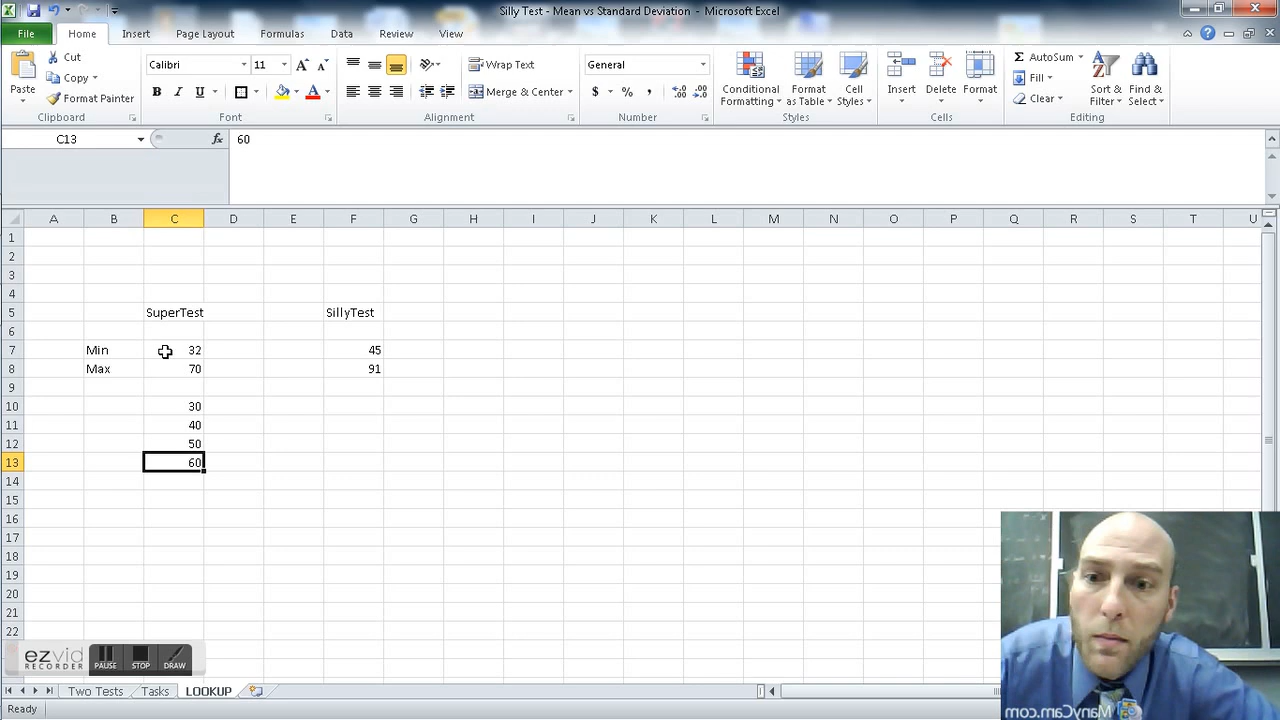 Silly Test - Mean vs Standard Deviation - Microsoft Excel
File Home Insert Page Layout Formulas Data Review View
Paste
Cut
Copy
Format Painter
Clipboard
Calibri 11
B I U
Font
Wrap Text
Merge & Center
Alignment
General
$ % ,
Number
Conditional Formatting
Format as Table
Cell Styles
Styles
Insert Delete Format
Cells
AutoSum
Fill
Clear
Sort & Filter
Find & Select
Editing
C13 fx 60
A B C D E F G H I J K L M N O P Q R S T U
1
2
3
4
5 SuperTest SillyTest
6
7 Min 32 45
8 Max 70 91
9
10 30
11 40
12 50
13 60
14
15
16
17
18
19
20
21
22
ezvid
RECORDER
PAUSE STOP DRAW
Two Tests Tasks LOOKUP
Ready
ManyCam.com